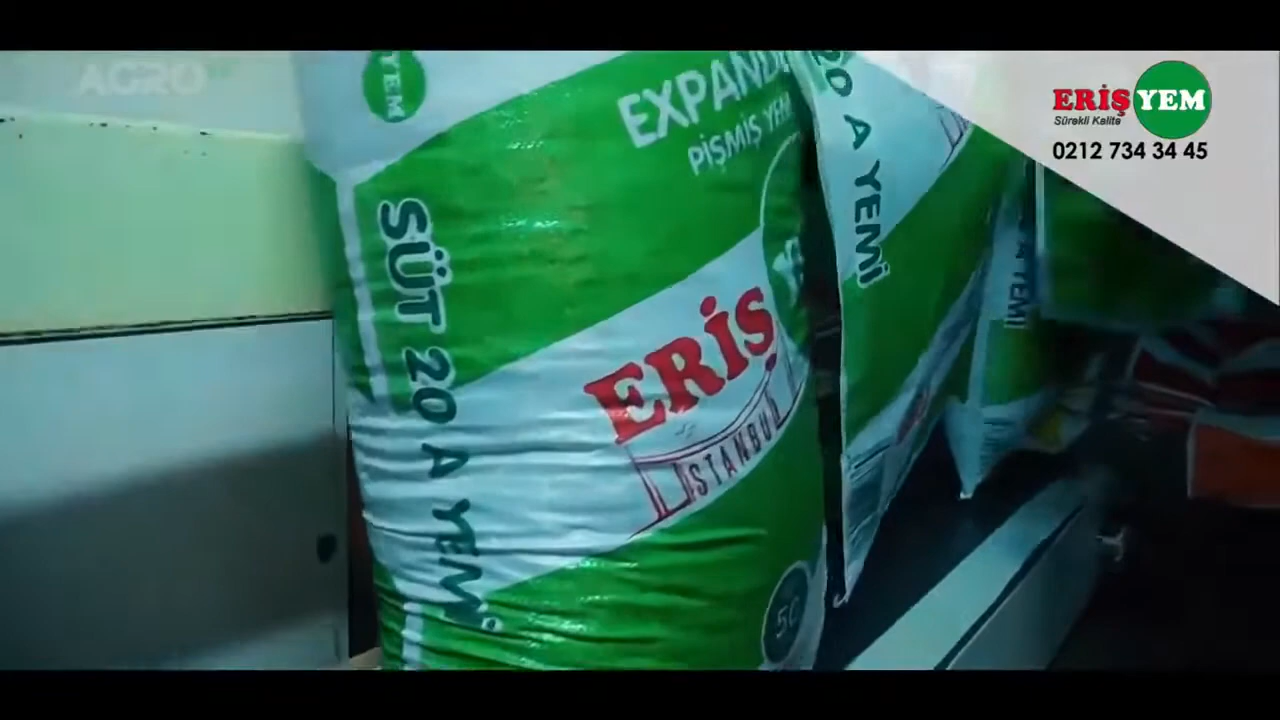 AGRO
ERİŞ YEM
Sürekli Kalite
0212 734 34 45
YEM
PİŞMİŞ YEM
SÜT 20 A YEMİ
ERİŞ
İSTANBUL
20 A YEMİ